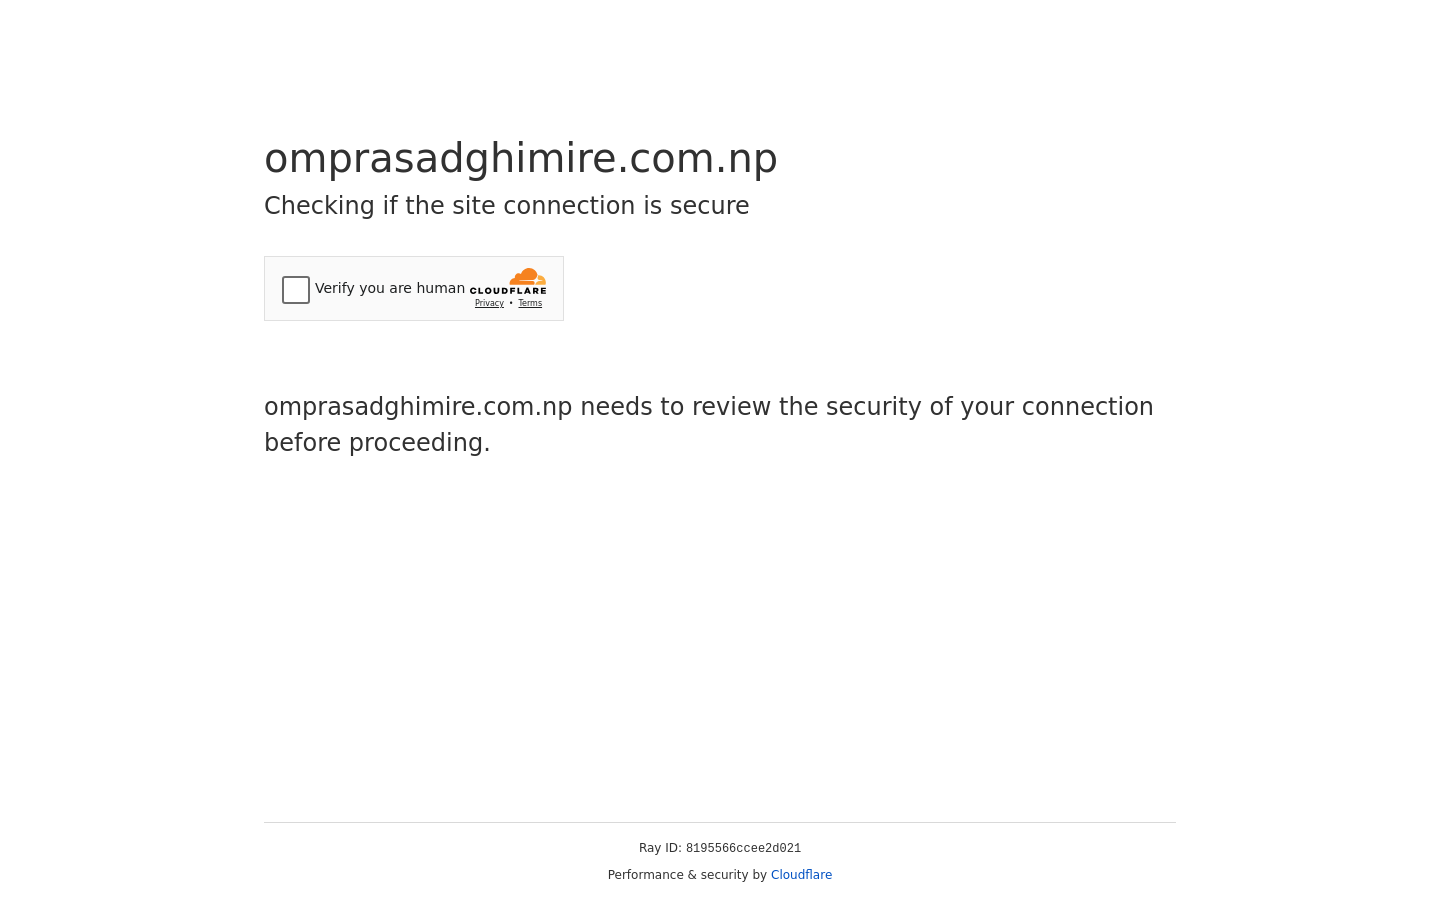 omprasadghimire.com.np
Checking if the site connection is secure
Verify you are human
CLOUDFLARE
Privacy • Terms
omprasadghimire.com.np needs to review the security of your connection
before proceeding.
Ray ID: 8195566ccee2d021
Performance & security by Cloudflare